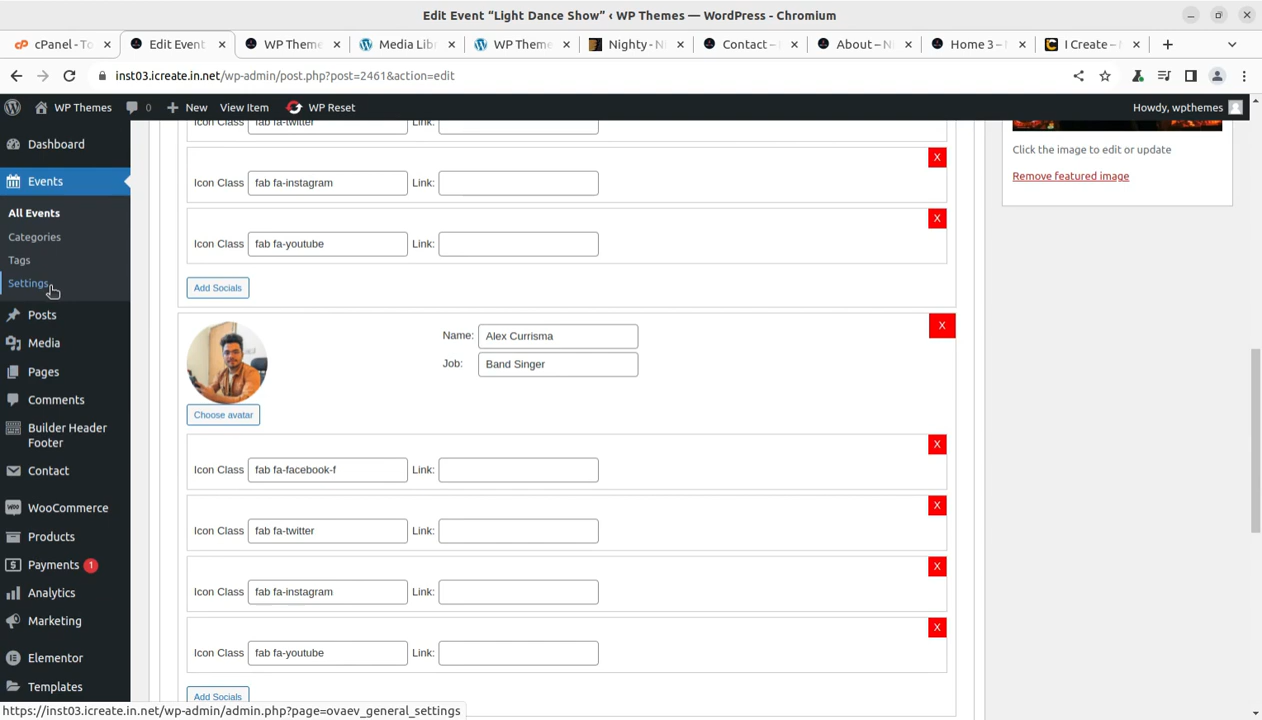 Edit Event “Light Dance Show” ‹ WP Themes — WordPress - Chromium
cPanel - To
Edit Event
WP Theme
Media Lib
WP Theme
Nighty - N
Contact –
About – N
Home 3 –
I Create –
inst03.icreate.in.net/wp-admin/post.php?post=2461&action=edit
WP Themes
0
New
View Item
WP Reset
Howdy, wpthemes
Dashboard
Events
All Events
Categories
Tags
Settings
Posts
Media
Pages
Comments
Builder Header
Footer
Contact
WooCommerce
Products
Payments 1
Analytics
Marketing
Elementor
Templates
Icon Class fab fa-twitter Link:
X
Icon Class fab fa-instagram Link:
X
Icon Class fab fa-youtube Link:
Add Socials
X
Name: Alex Currisma
Job: Band Singer
Choose avatar
X
Icon Class fab fa-facebook-f Link:
X
Icon Class fab fa-twitter Link:
X
Icon Class fab fa-instagram Link:
X
Icon Class fab fa-youtube Link:
Add Socials
Click the image to edit or update
Remove featured image
https://inst03.icreate.in.net/wp-admin/admin.php?page=ovaev_general_settings